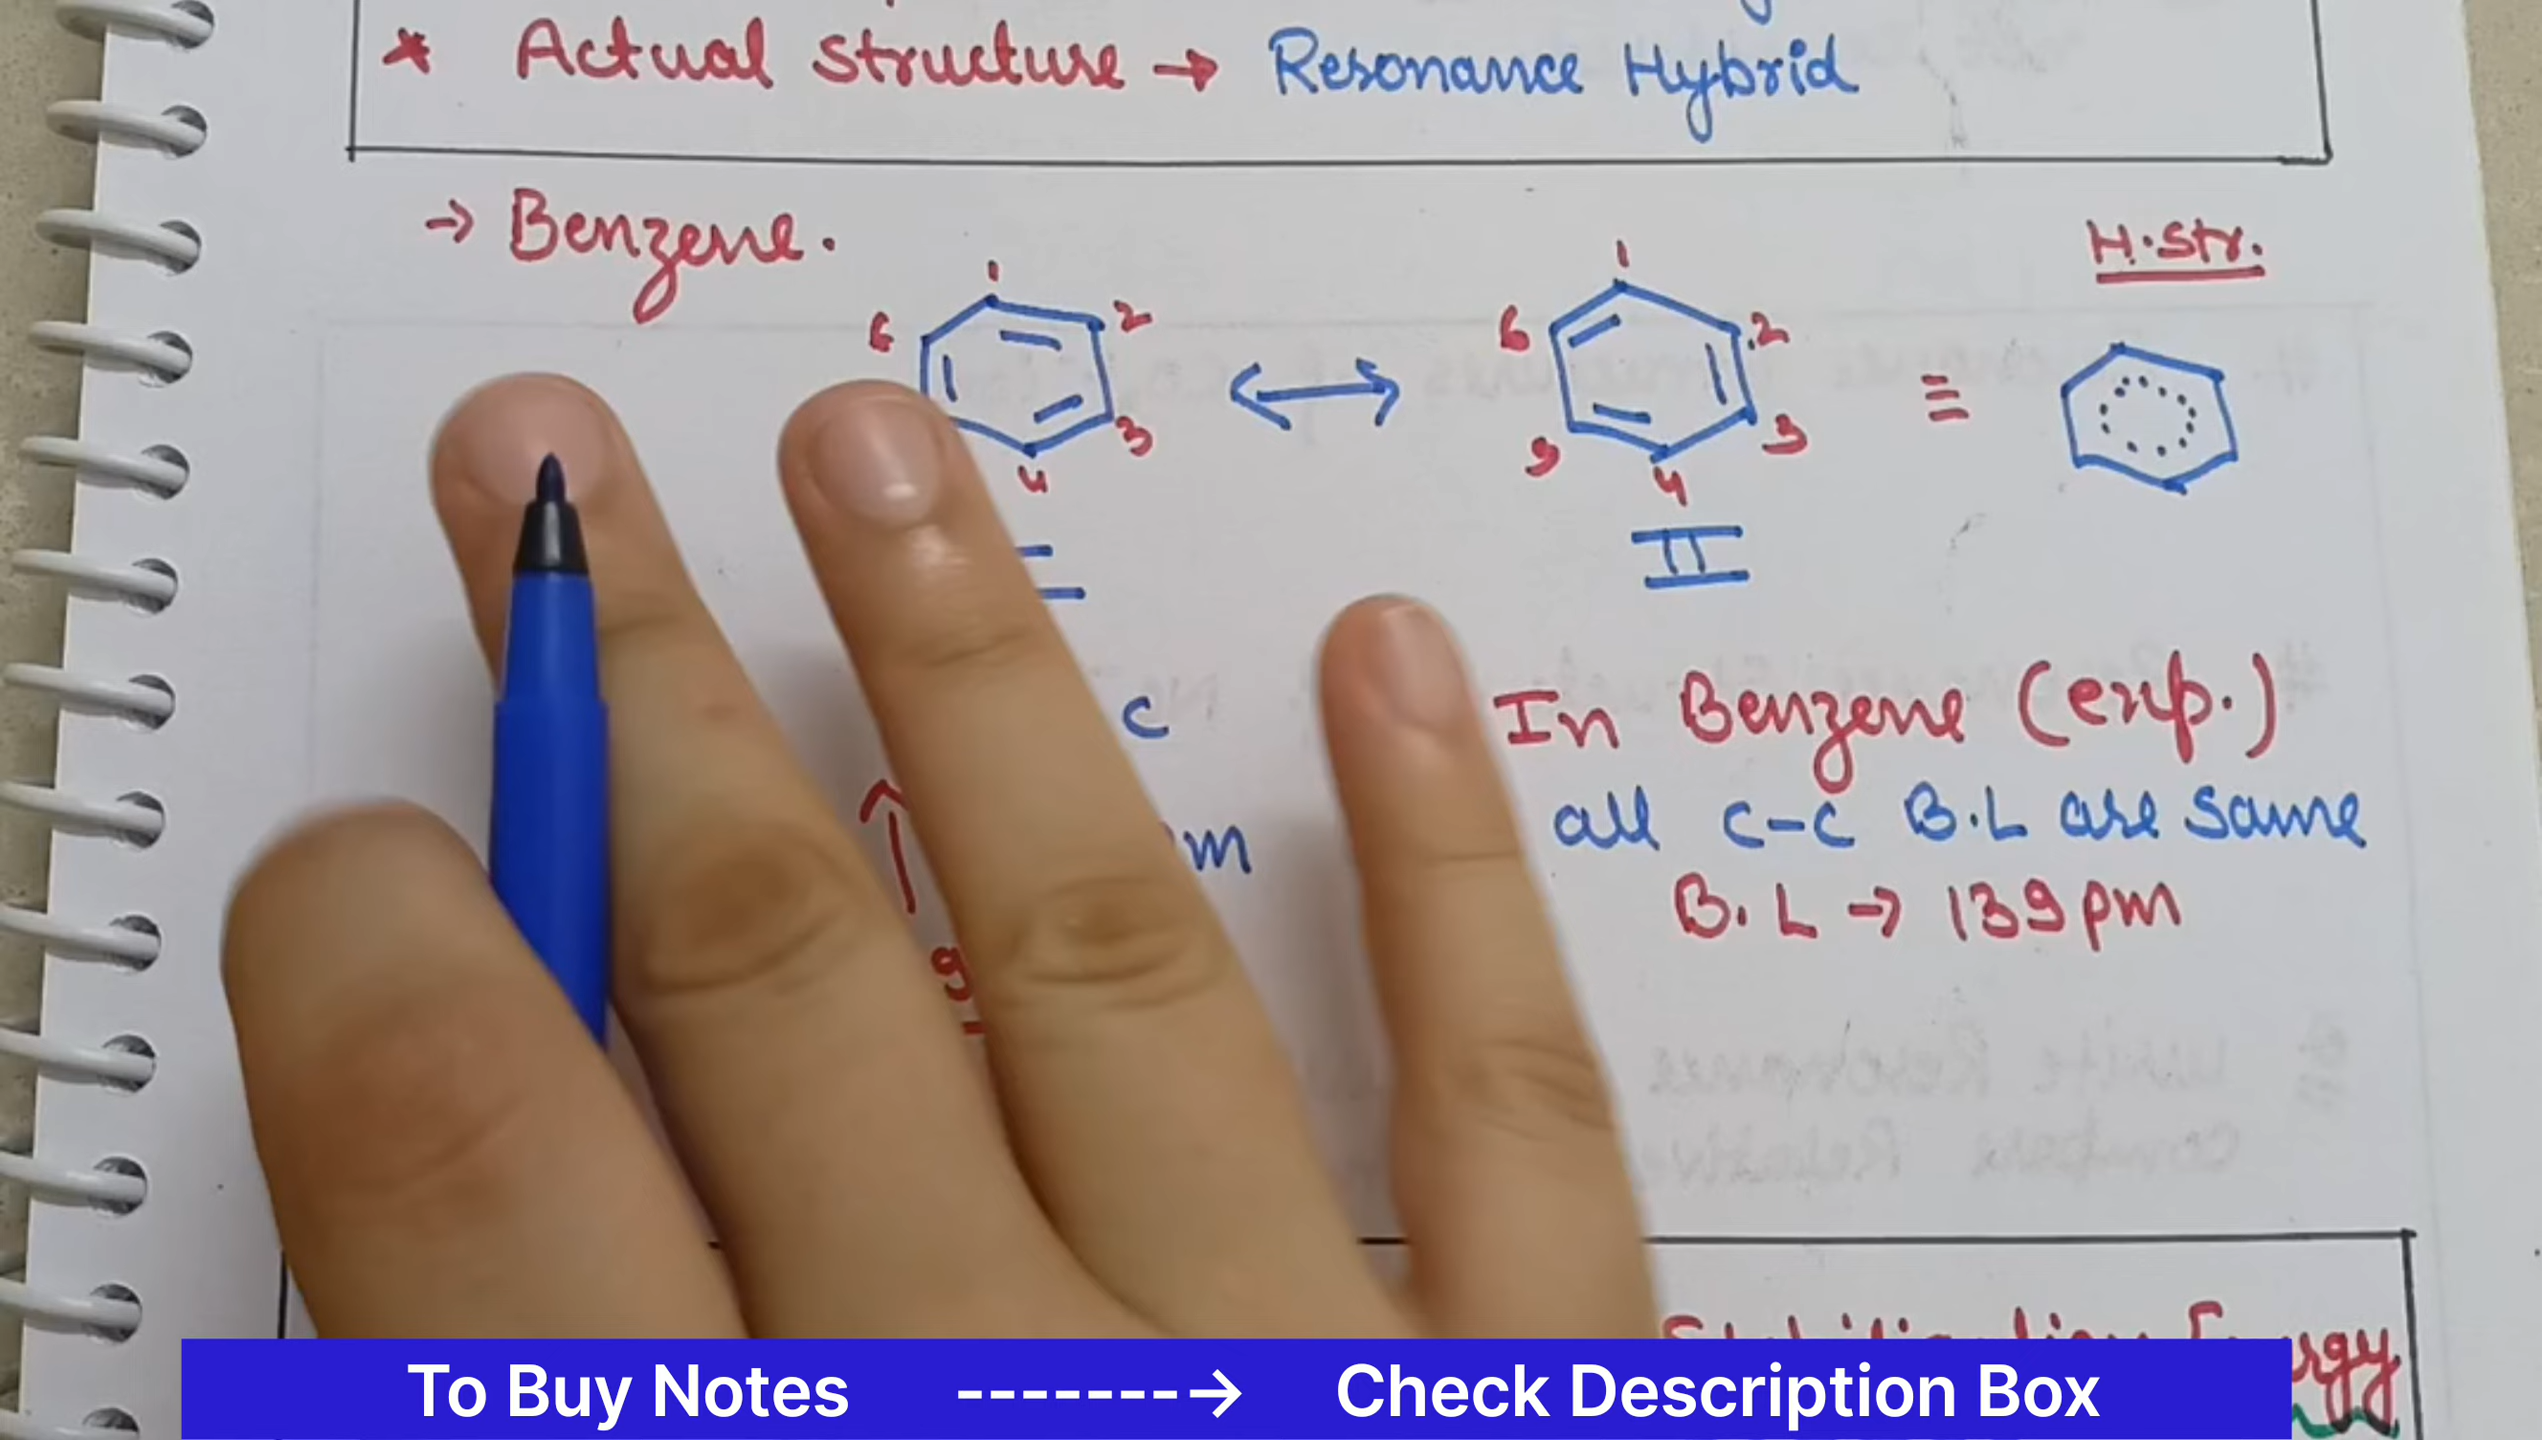 * Actual structure → Resonance Hybrid
→ Benzene.
H.Str.
1 2 3 4 6
↔
1 2 3 4 5 6
≡
II
C
In Benzene (exp.)
all C-C B.L are same
pm
B.L → 139 pm
To Buy Notes -------→ Check Description Box